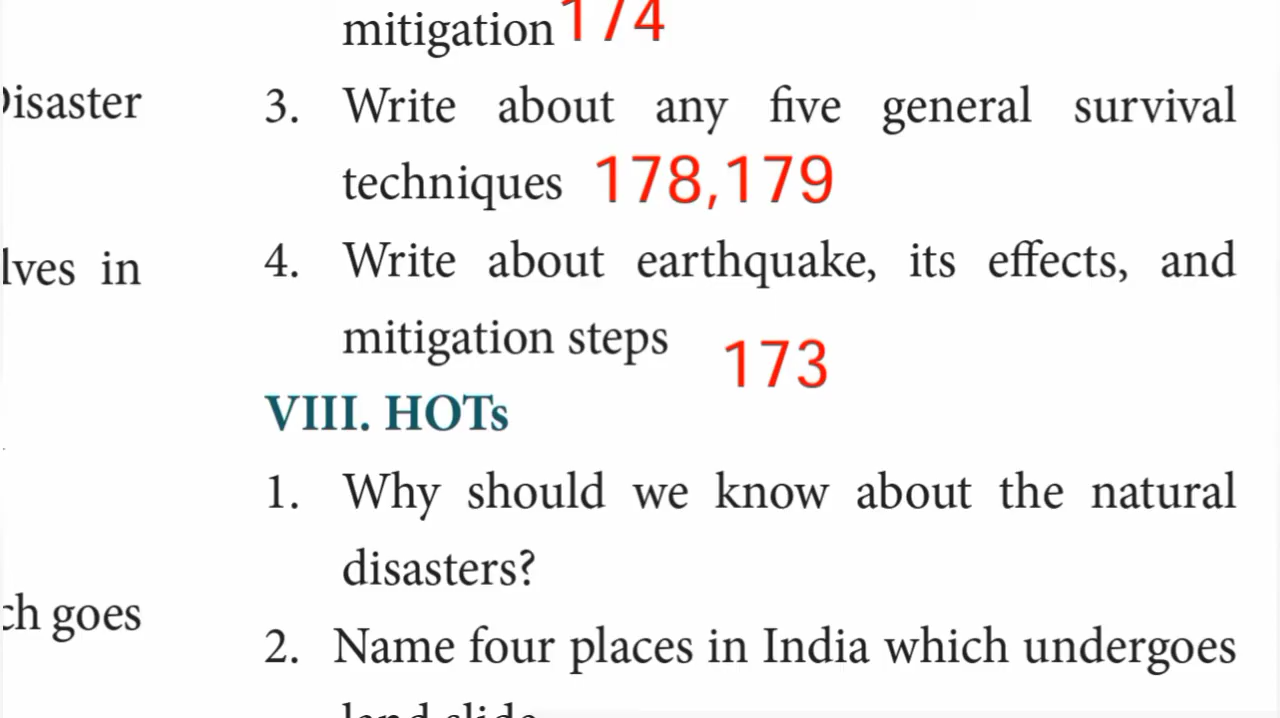 mitigation 174
Disaster
3. Write about any five general survival
techniques 178,179
lves in
4. Write about earthquake, its effects, and
mitigation steps 173
VIII. HOTs
1. Why should we know about the natural
disasters?
ch goes
2. Name four places in India which undergoes
land slide